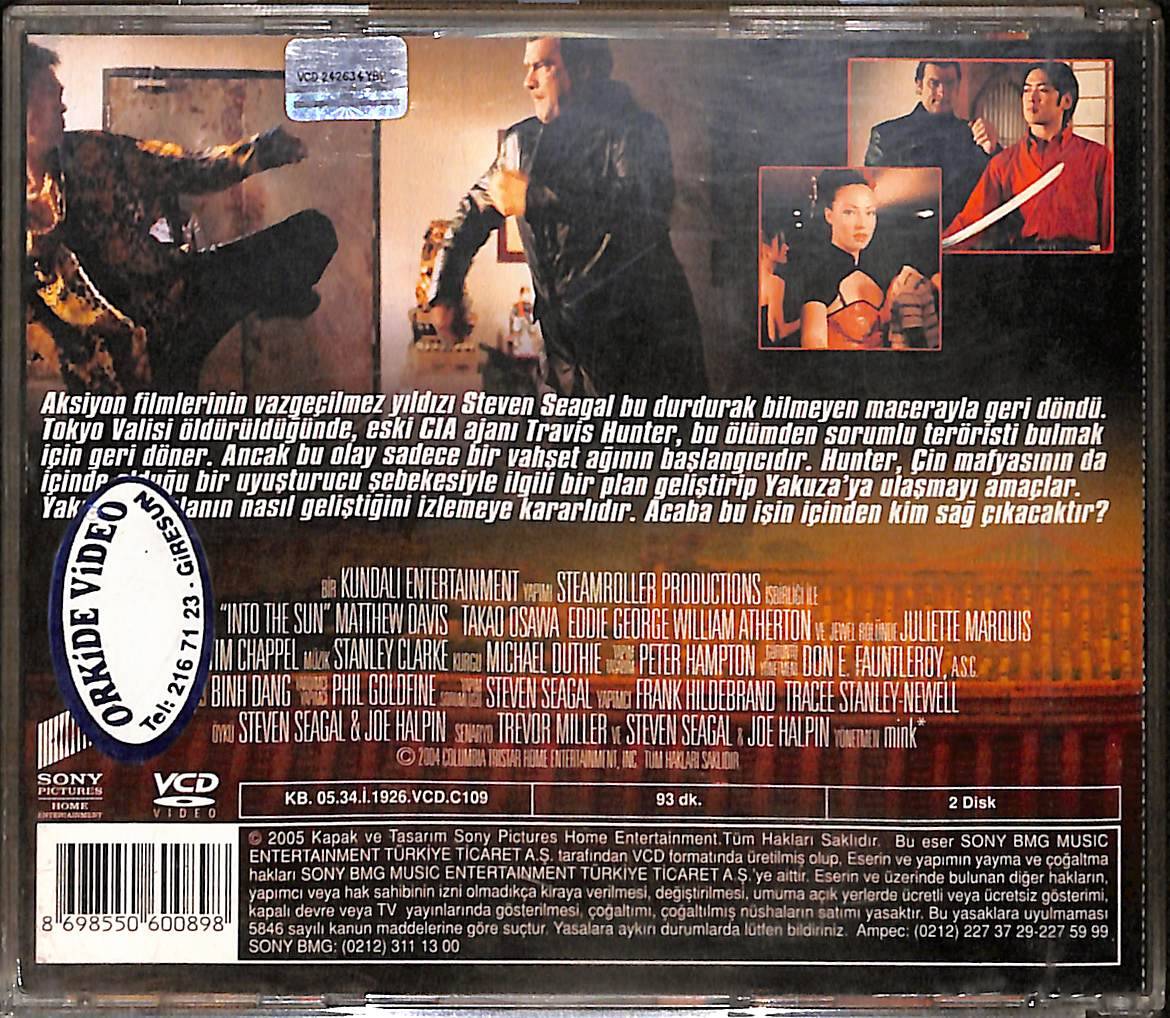 VCD 242634 YBP
Aksiyon filmlerinin vazgeçilmez yıldızı Steven Seagal bu durdurak bilmeyen macerayla geri döndü.
Tokyo Valisi öldürüldüğünde, eski CIA ajanı Travis Hunter, bu ölümden sorumlu teröristi bulmak
için geri döner. Ancak bu olay sadece bir vahşet ağının başlangıcıdır. Hunter, Çin mafyasının da
içinde bir uyuşturucu şebekesiyle ilgili bir plan geliştirip Yakuza'ya ulaşmayı amaçlar.
nasıl geliştiğini izlemeye kararlıdır. Acaba bu işin içinden kim sağ çıkacaktır?
ORKİDE VİDEO
Tel: 216 71 23 - GİRESUN
BİR KUNDALI ENTERTAINMENT YAPIMI STEAMROLLER PRODUCTIONS İŞBİRLİĞİ İLE
"INTO THE SUN" MATTHEW DAVIS TAKAO OSAWA EDDIE GEORGE WILLIAM ATHERTON VE JEWEL ROLÜNDE JULIETTE MARQUIS
TIM CHAPPEL MÜZİK STANLEY CLARKE KURGU MICHAEL DUTHIE YAPIM TASARIM PETER HAMPTON GÖRÜNTÜ YÖNETMENİ DON E. FAUNTLEROY, A.S.C.
BINH DANG PHIL GOLDFINE STEVEN SEAGAL YAPIMCI FRANK HILDEBRAND TRACEE STANLEY-NEWELL
ÖYKÜ STEVEN SEAGAL & JOE HALPIN SENARYO TREVOR MILLER VE STEVEN SEAGAL & JOE HALPIN YÖNETMEN mink*
© 2004 COLUMBIA TRISTAR HOME ENTERTAINMENT, INC. TÜM HAKLARI SAKLIDIR
SONY
PICTURES
HOME
ENTERTAINMENT
VCD
VIDEO
KB. 05.34.İ.1926.VCD.C109
93 dk.
2 Disk
© 2005 Kapak ve Tasarım Sony Pictures Home Entertainment.Tüm Hakları Saklıdır. Bu eser SONY BMG MUSIC
ENTERTAINMENT TÜRKİYE TİCARET A.Ş. tarafından VCD formatında üretilmiş olup, Eserin ve yapımın yayma ve çoğaltma
hakları SONY BMG MUSIC ENTERTAINMENT TÜRKİYE TİCARET A.Ş.'ye aittir. Eserin ve üzerinde bulunan diğer hakların,
yapımcı veya hak sahibinin izni olmadıkça kiraya verilmesi, değiştirilmesi, umuma açık yerlerde ücretli veya ücretsiz gösterimi,
kapalı devre veya TV yayınlarında gösterilmesi, çoğaltımı, çoğaltılmış nüshaların satımı yasaktır. Bu yasaklara uyulmaması
5846 sayılı kanun maddelerine göre suçtur. Yasalara aykırı durumlarda lütfen bildiriniz. Ampec: (0212) 227 37 29-227 59 99
SONY BMG: (0212) 311 13 00
8 698550 600898